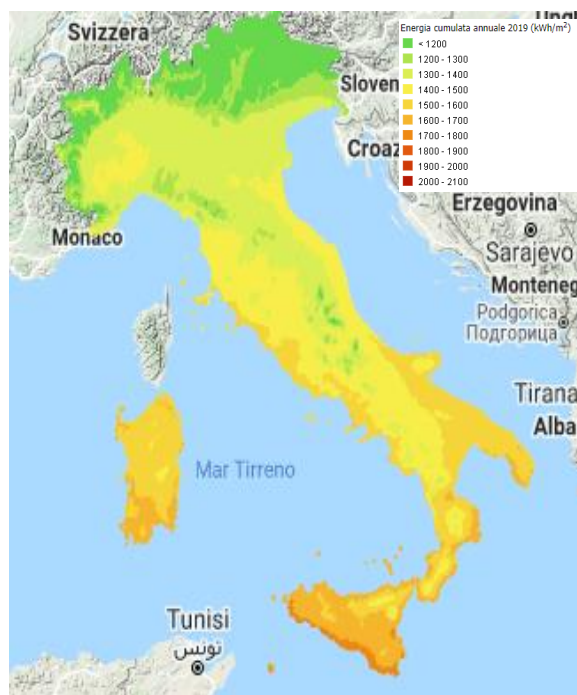 Svizzera
Ungh
Energia cumulata annuale 2019 (kWh/m²)
< 1200
1200 - 1300
1300 - 1400
1400 - 1500
1500 - 1600
1600 - 1700
1700 - 1800
1800 - 1900
1900 - 2000
2000 - 2100
Sloven
Croaz
Erzegovina
Sarajevo
Monaco
Monteneg
Podgorica
Подгорица
Tirana
Alba
Mar Tirreno
Tunisi
تونس